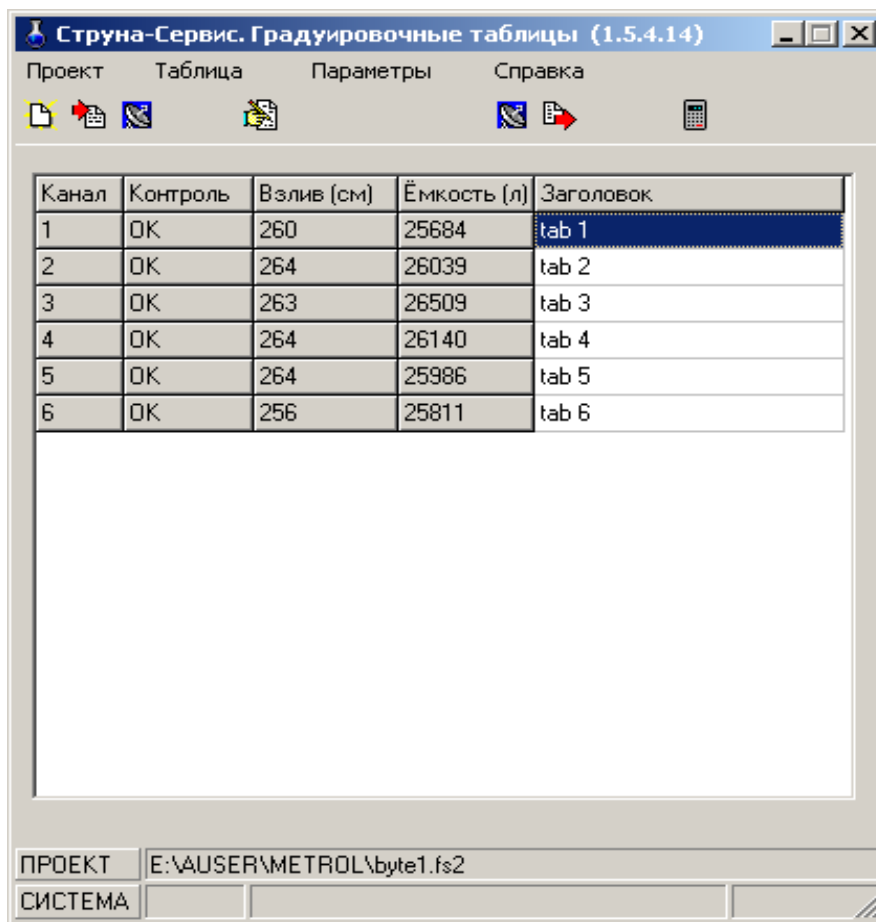 Струна-Сервис. Градуировочные таблицы (1.5.4.14)
Проект Таблица Параметры Справка
Канал Контроль Взлив (см) Ёмкость (л) Заголовок
1 OK 260 25684 tab 1
2 OK 264 26039 tab 2
3 OK 263 26509 tab 3
4 OK 264 26140 tab 4
5 OK 264 25986 tab 5
6 OK 256 25811 tab 6
ПРОЕКТ E:\AUSER\METROL\byte1.fs2
СИСТЕМА